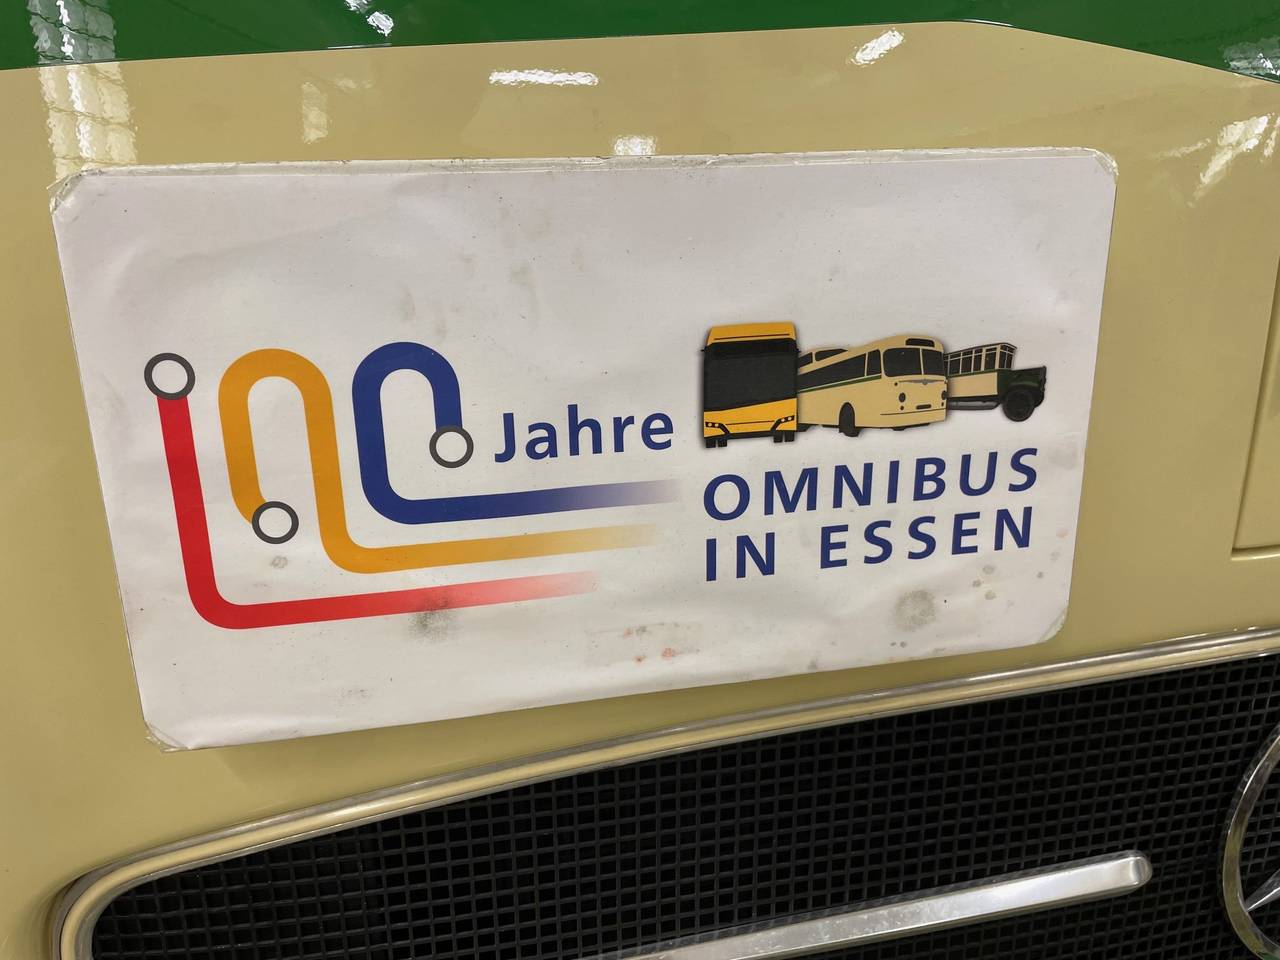 100 Jahre
OMNIBUS
IN ESSEN